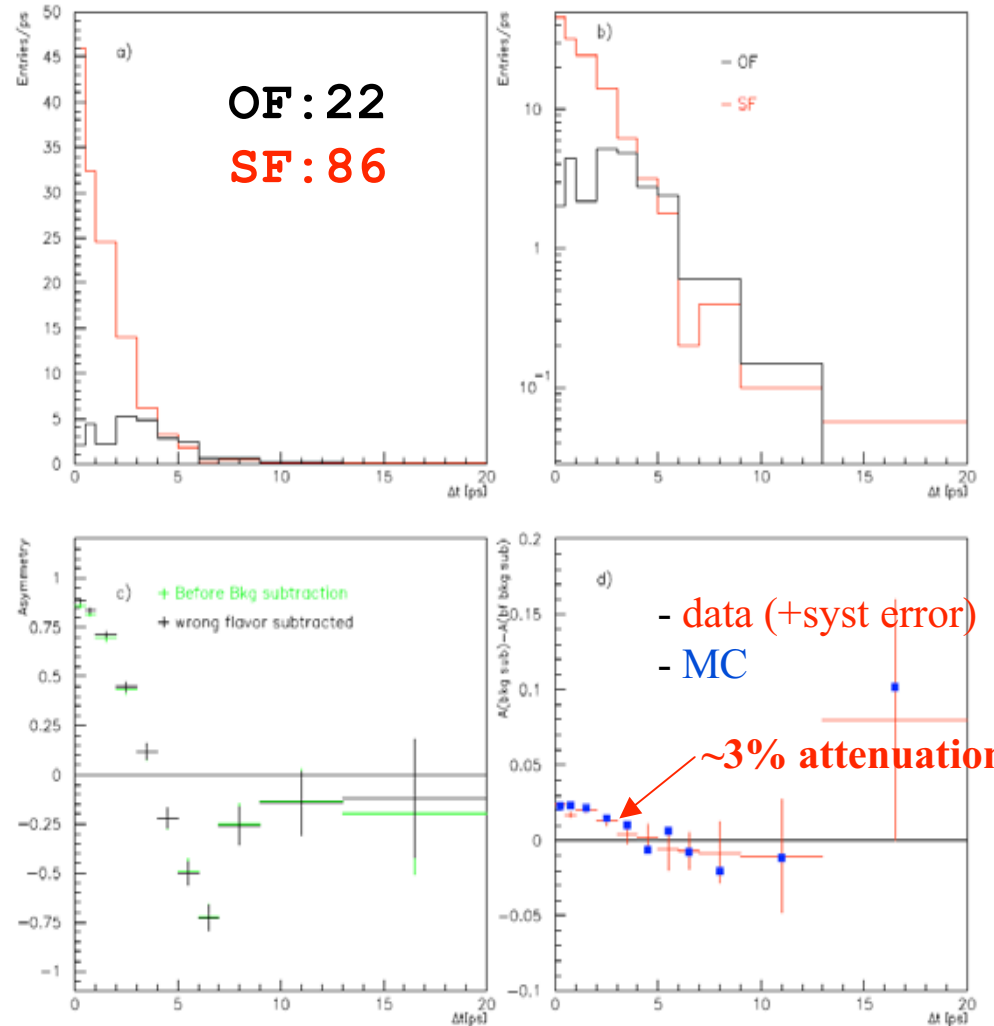 Entries/ps
50
45
40
35
30
25
20
15
10
5
0
a)
OF:22
SF:86
0
5
10
15
20
Δt [ps]
Entries/ps
10
1
10⁻¹
b)
- OF
- SF
0
5
10
15
20
Δt [ps]
Asymmetry
1
0.75
0.5
0.25
0
-0.25
-0.5
-0.75
-1
c)
+ Before Bkg subtraction
+ wrong flavor subtracted
0
5
10
15
20
Δt[ps]
A(bkg sub)-A(bf bkg sub)
0.2
0.15
0.1
0.05
0
-0.05
-0.1
d)
- data (+syst error)
- MC
~3% attenuation
0
5
10
15
20
Δt[ps]